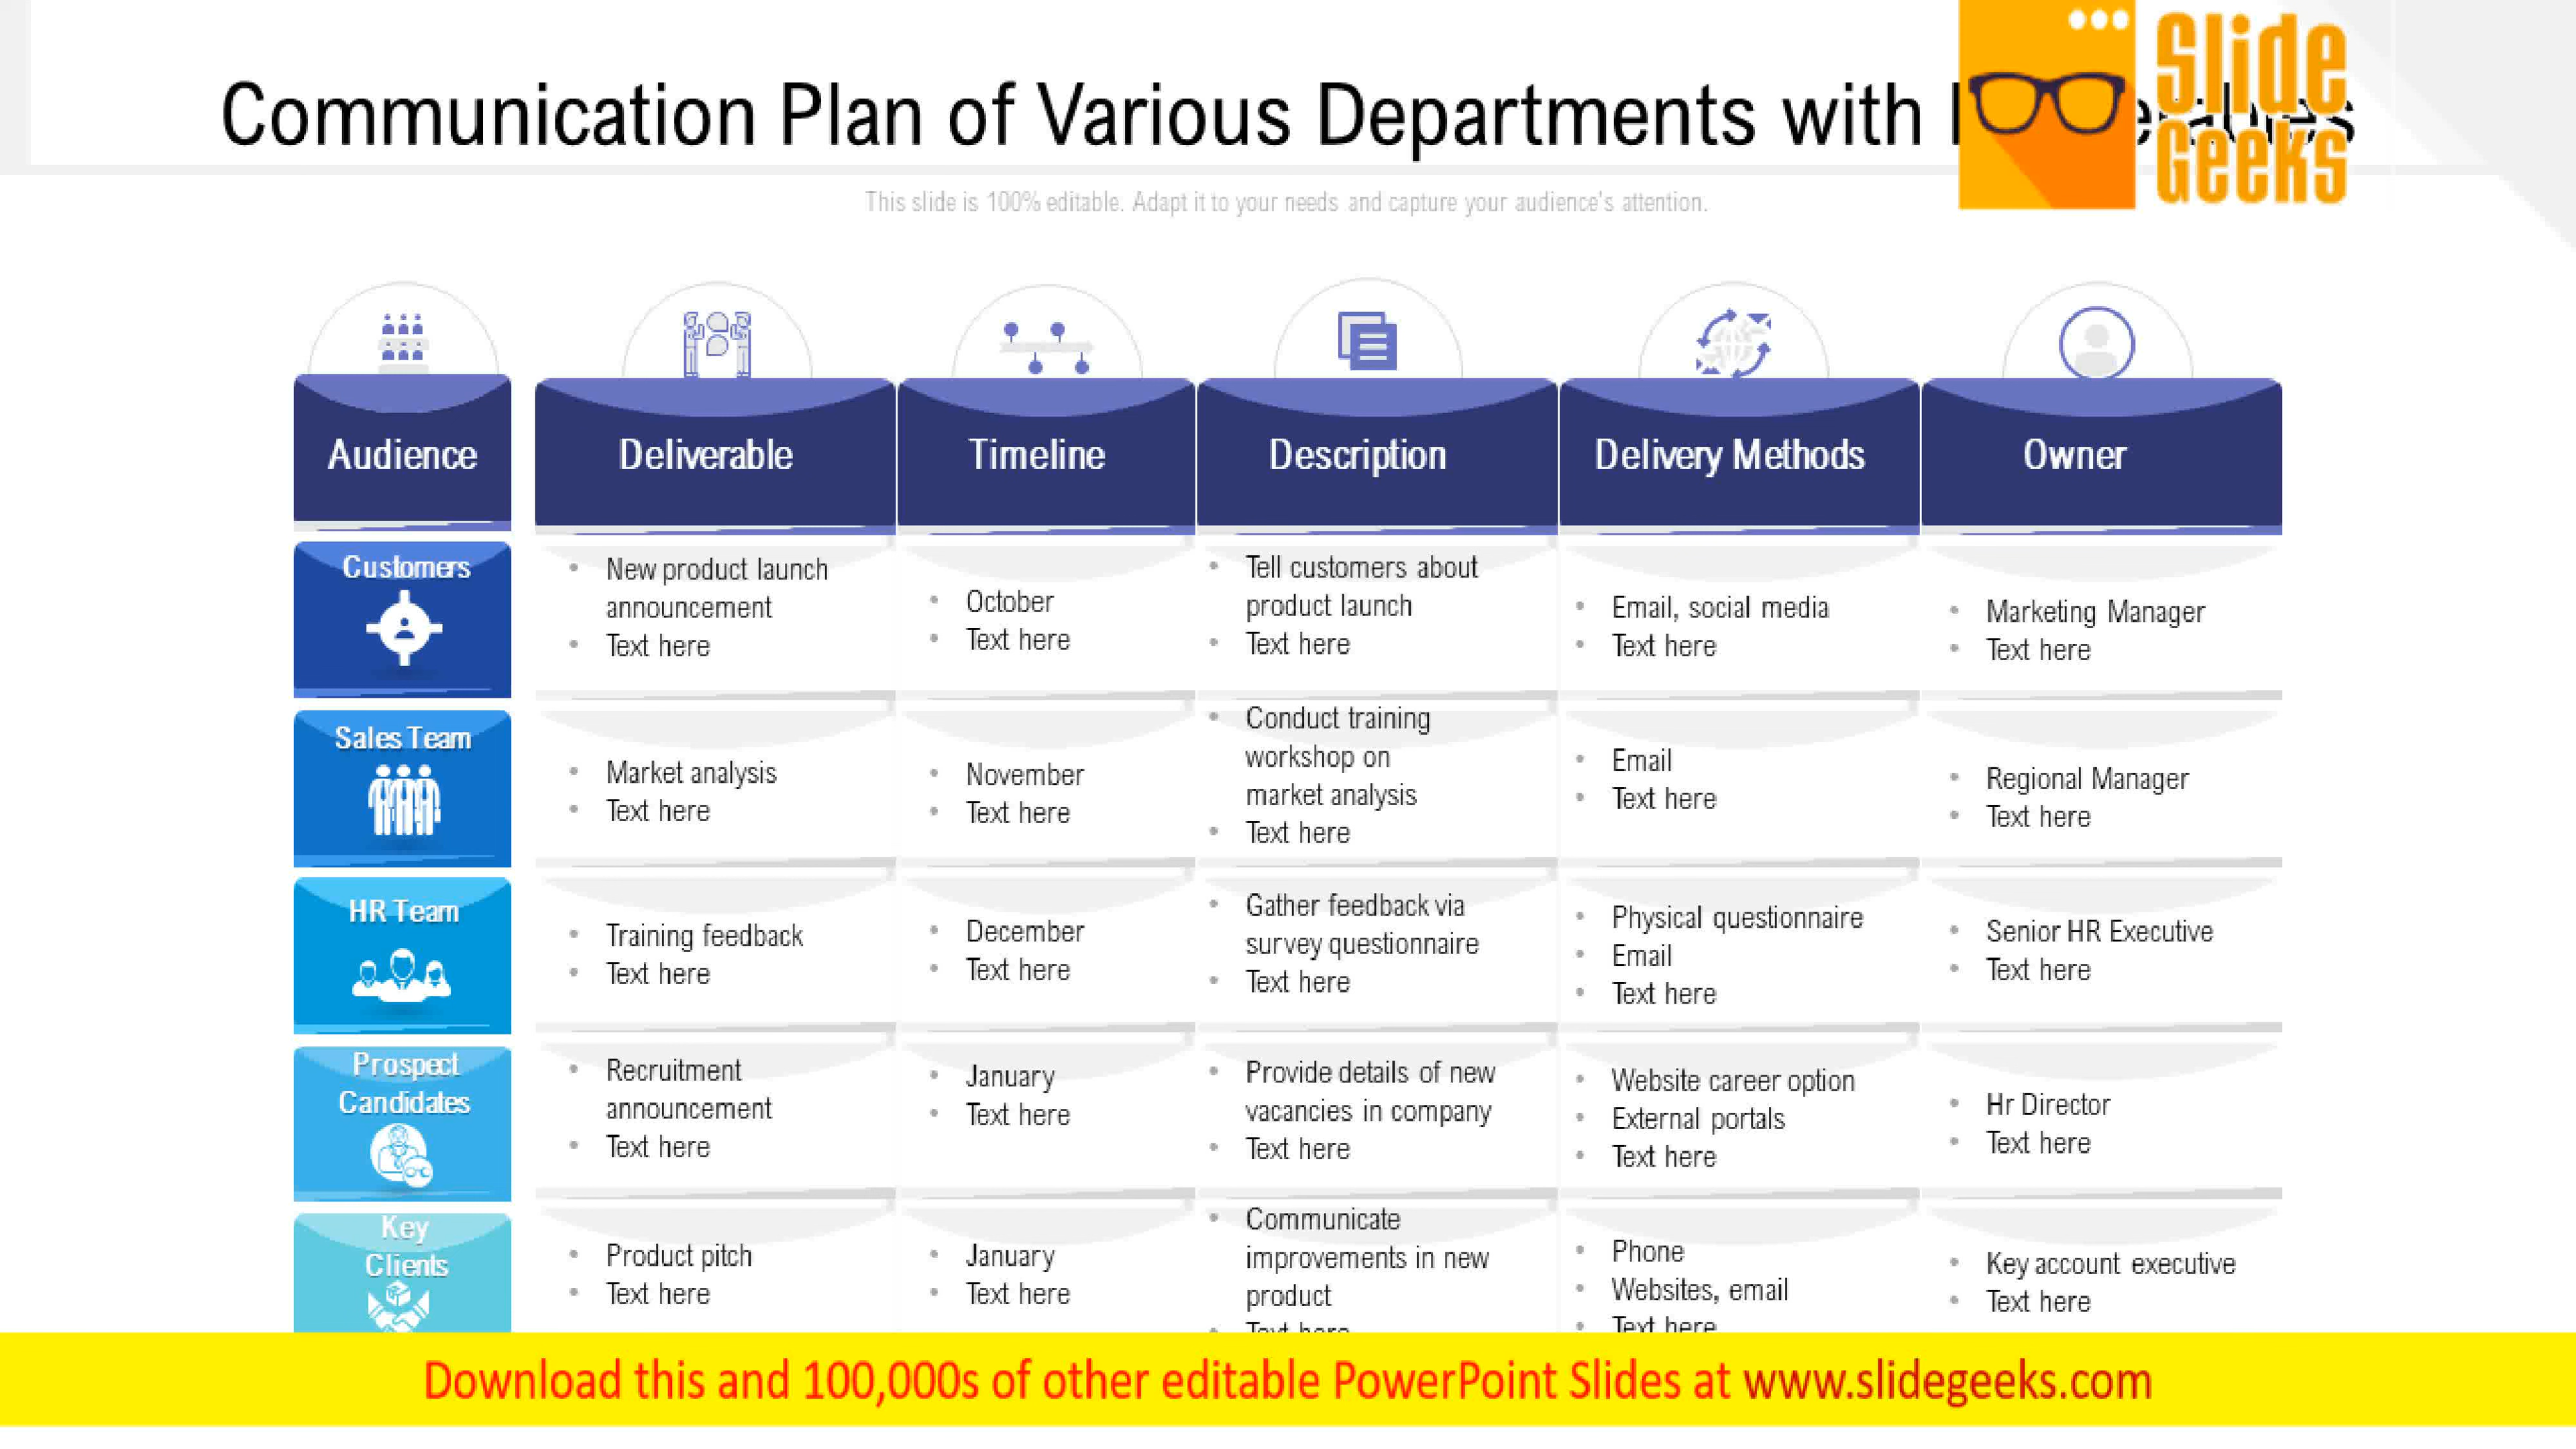 Communication Plan of Various Departments with
Slide
Geeks
This slide is 100% editable. Adapt it to your needs and capture your audience's attention.
Audience
Deliverable
Timeline
Description
Delivery Methods
Owner
Customers
New product launch
announcement
Text here
October
Text here
Tell customers about
product launch
Text here
Email, social media
Text here
Marketing Manager
Text here
Sales Team
Market analysis
Text here
November
Text here
Conduct training
workshop on
market analysis
Text here
Email
Text here
Regional Manager
Text here
HR Team
Training feedback
Text here
December
Text here
Gather feedback via
survey questionnaire
Text here
Physical questionnaire
Email
Text here
Senior HR Executive
Text here
Prospect
Candidates
Recruitment
announcement
Text here
January
Text here
Provide details of new
vacancies in company
Text here
Website career option
External portals
Text here
Hr Director
Text here
Key
Clients
Product pitch
Text here
January
Text here
Communicate
improvements in new
product
Text here
Phone
Websites, email
Text here
Key account executive
Text here
Download this and 100,000s of other editable PowerPoint Slides at www.slidegeeks.com